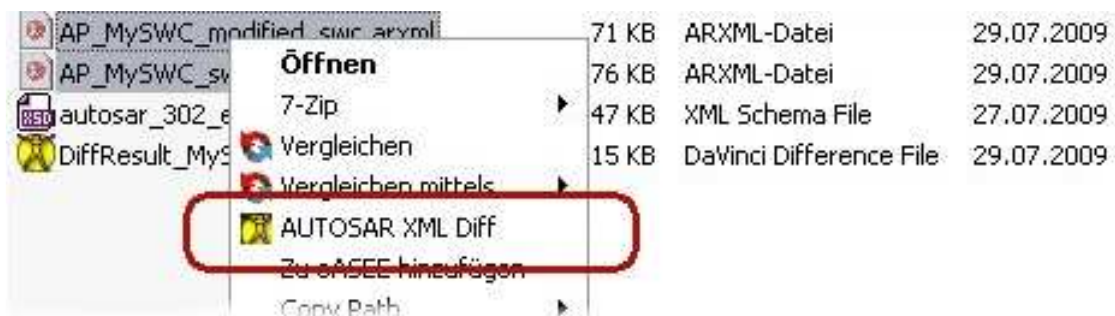 AP_MySWC_modified_swc.arxml 71 KB ARXML-Datei 29.07.2009
AP_MySWC_sw 76 KB ARXML-Datei 29.07.2009
autosar_302_e 47 KB XML Schema File 27.07.2009
DiffResult_MyS 15 KB DaVinci Difference File 29.07.2009
Öffnen
7-Zip
Vergleichen
Vergleichen mittels
AUTOSAR XML Diff
Zu eASEE hinzufügen
Copy Path